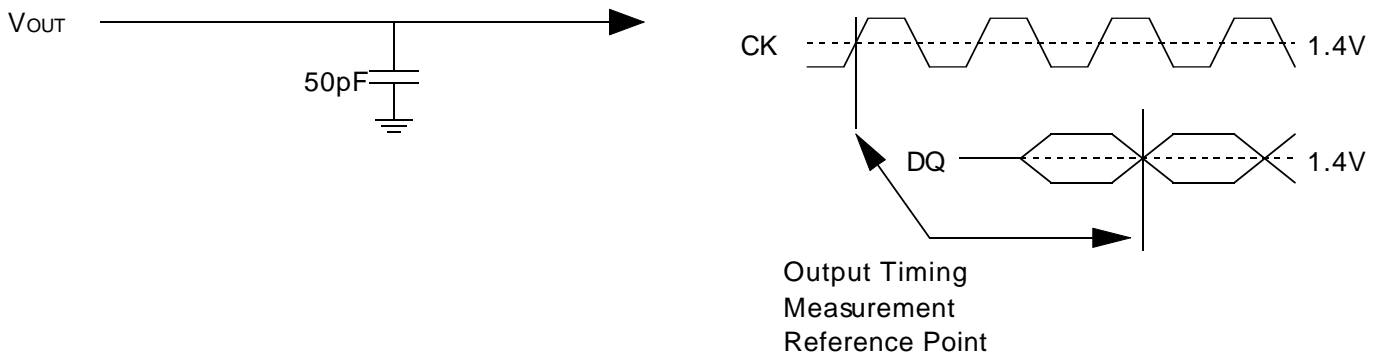 VOUT
50pF
CK
1.4V
DQ
1.4V
Output Timing
Measurement
Reference Point